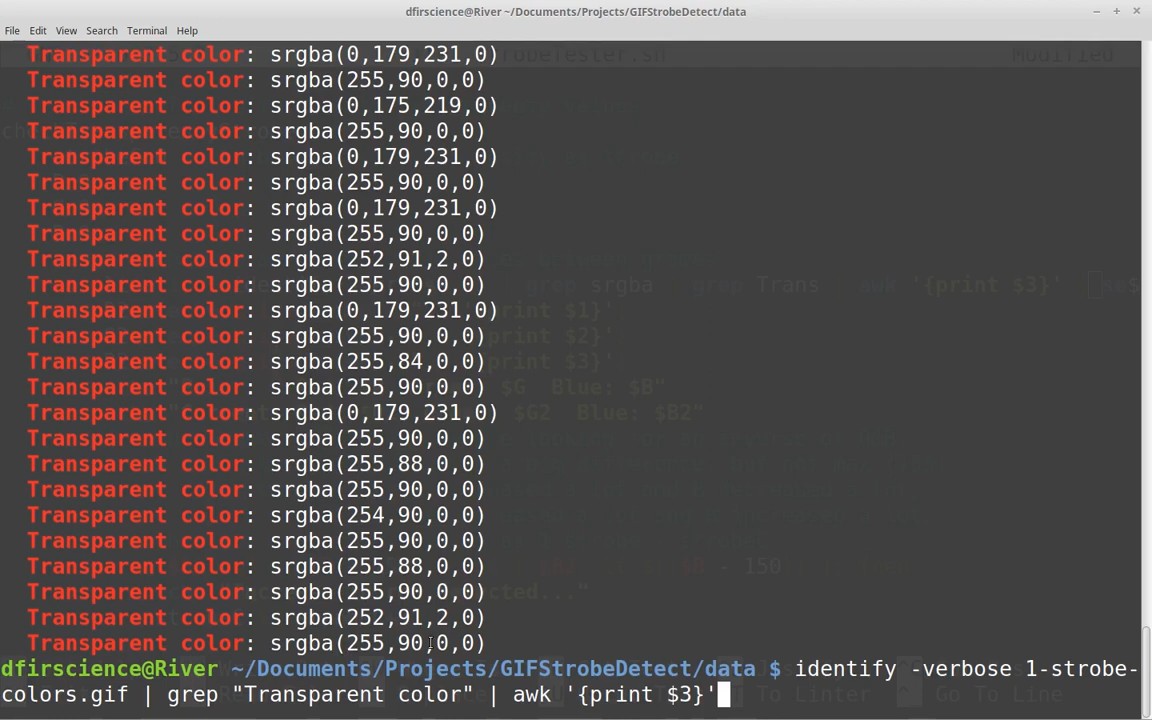 dfirscience@River ~/Documents/Projects/GIFStrobeDetect/data
File Edit View Search Terminal Help
Transparent color: srgba(0,179,231,0)
Transparent color: srgba(255,90,0,0)
Transparent color: srgba(0,175,219,0)
Transparent color: srgba(255,90,0,0)
Transparent color: srgba(0,179,231,0)
Transparent color: srgba(255,90,0,0)
Transparent color: srgba(0,179,231,0)
Transparent color: srgba(255,90,0,0)
Transparent color: srgba(252,91,2,0)
Transparent color: srgba(255,90,0,0)
Transparent color: srgba(0,179,231,0)
Transparent color: srgba(255,90,0,0)
Transparent color: srgba(255,84,0,0)
Transparent color: srgba(255,90,0,0)
Transparent color: srgba(0,179,231,0)
Transparent color: srgba(255,90,0,0)
Transparent color: srgba(255,88,0,0)
Transparent color: srgba(255,90,0,0)
Transparent color: srgba(254,90,0,0)
Transparent color: srgba(255,90,0,0)
Transparent color: srgba(255,88,0,0)
Transparent color: srgba(255,90,0,0)
Transparent color: srgba(252,91,2,0)
Transparent color: srgba(255,90,0,0)
dfirscience@River ~/Documents/Projects/GIFStrobeDetect/data $ identify -verbose 1-strobe-
colors.gif | grep "Transparent color" | awk '{print $3}'